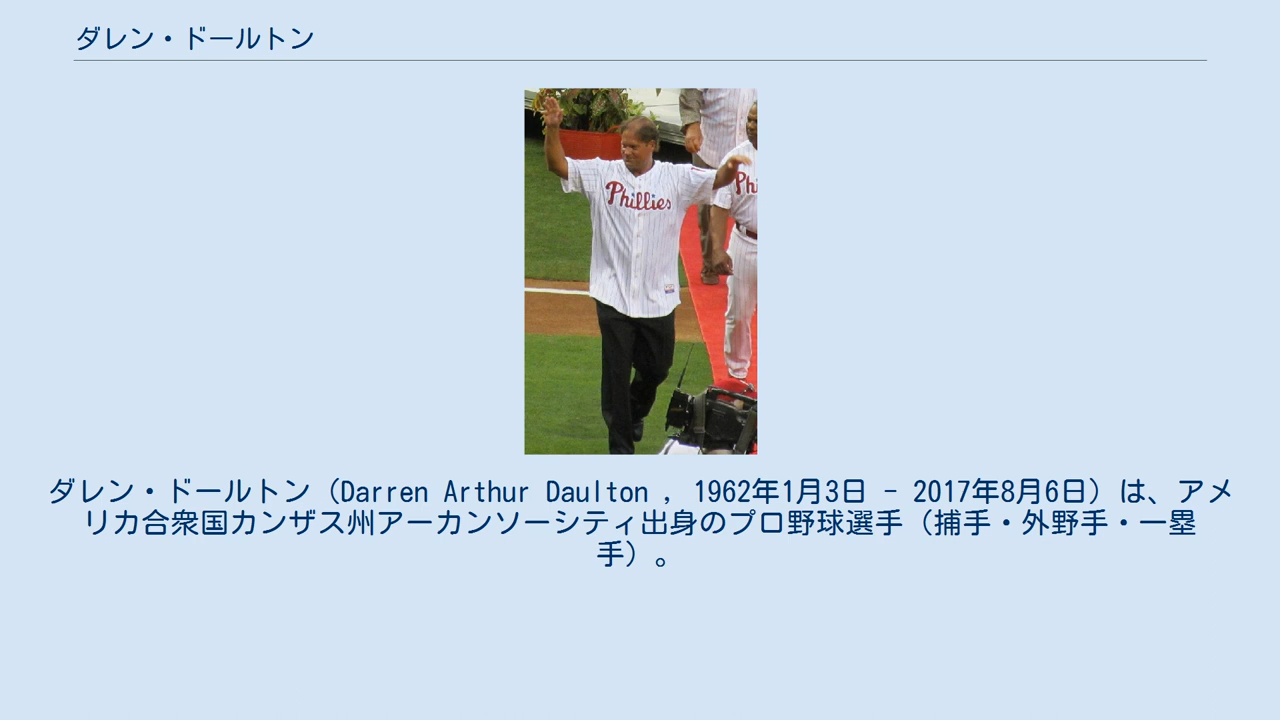 ダレン・ドールトン
Phillies
Phi
ダレン・ドールトン（Darren Arthur Daulton , 1962年1月3日 - 2017年8月6日）は、アメ
リカ合衆国カンザス州アーカンソーシティ出身のプロ野球選手（捕手・外野手・一塁
手）。